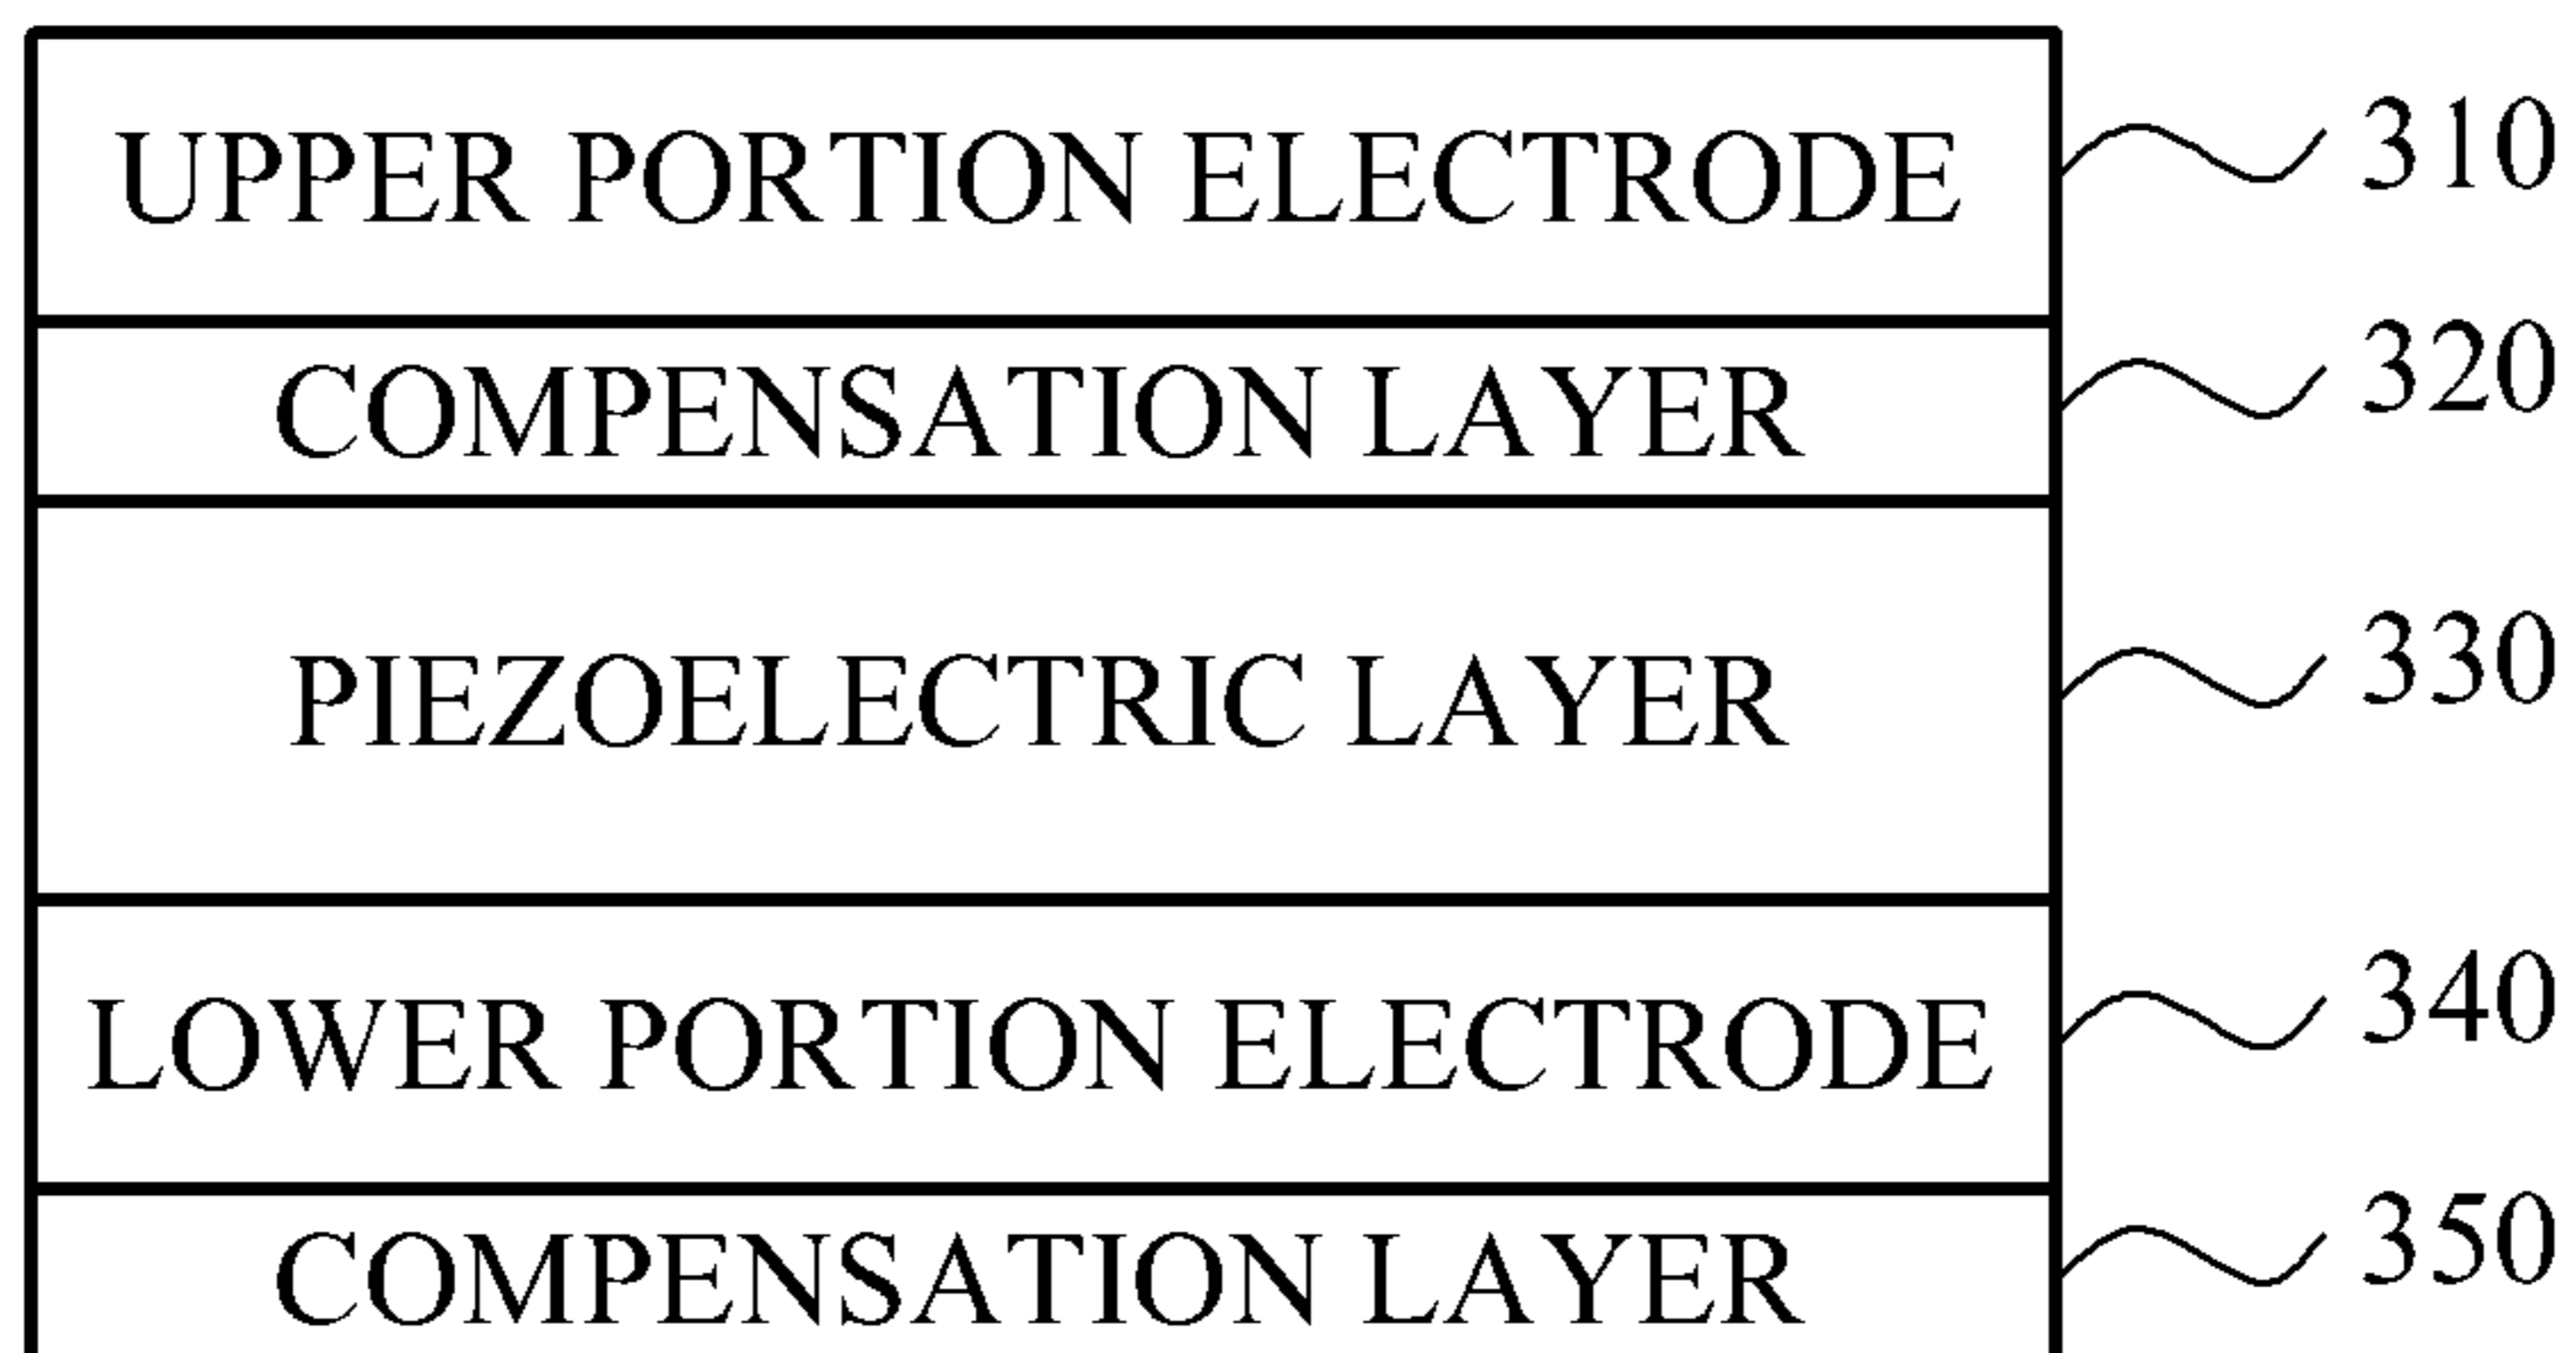 UPPER PORTION ELECTRODE 310
COMPENSATION LAYER 320
PIEZOELECTRIC LAYER 330
LOWER PORTION ELECTRODE 340
COMPENSATION LAYER 350